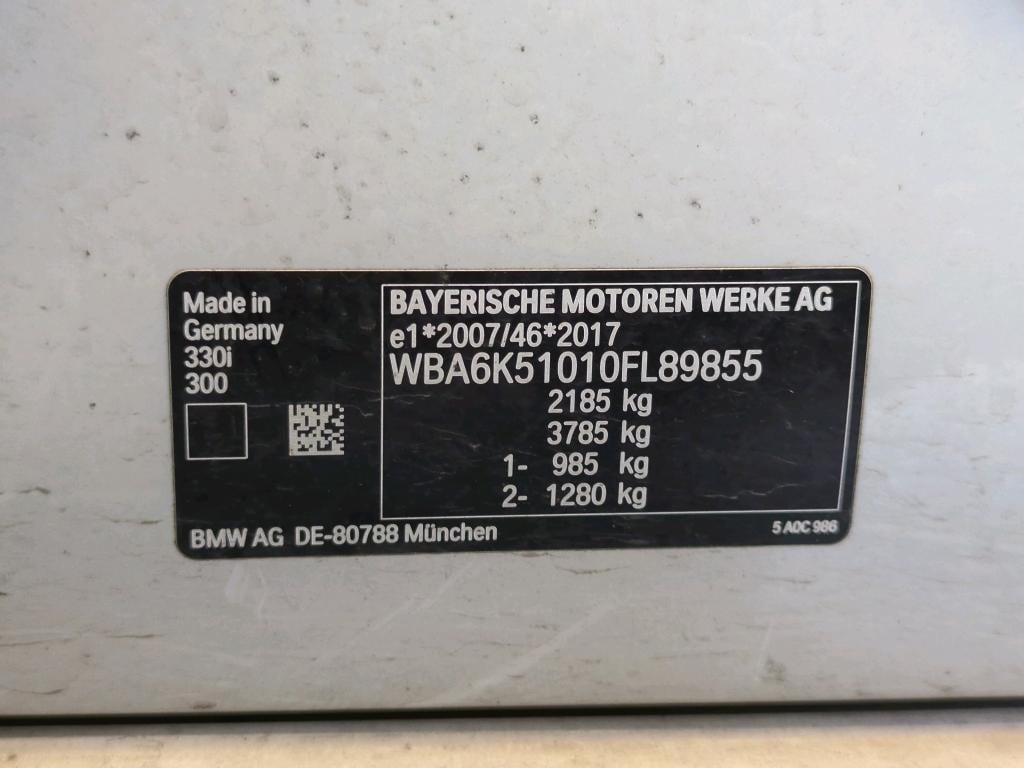 Made in
Germany
330i
300
BAYERISCHE MOTOREN WERKE AG
e1*2007/46*2017
WBA6K51010FL89855
2185 kg
3785 kg
1- 985 kg
2- 1280 kg
BMW AG DE-80788 München
5 A0C 986